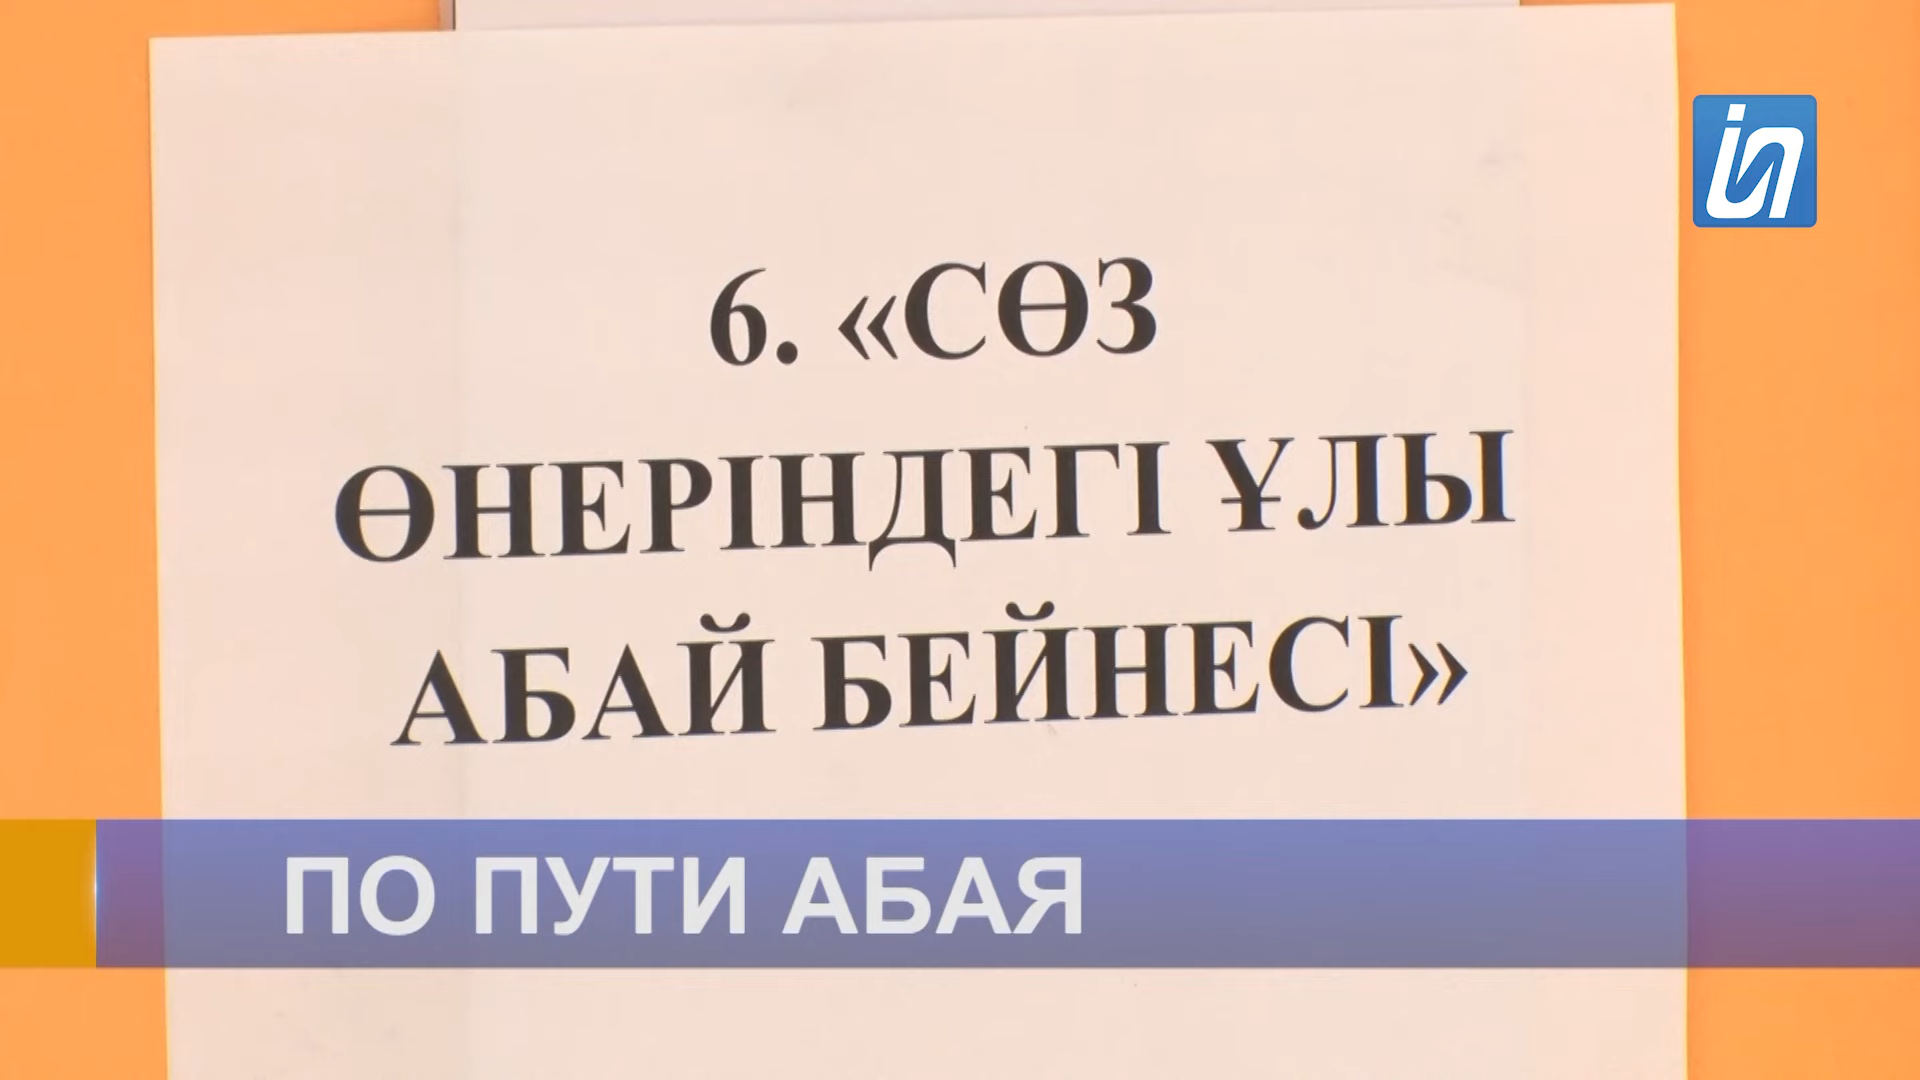 6. «СӨЗ
ӨНЕРІНДЕГІ ҰЛЫ
АБАЙ БЕЙНЕСІ»
ПО ПУТИ АБАЯ